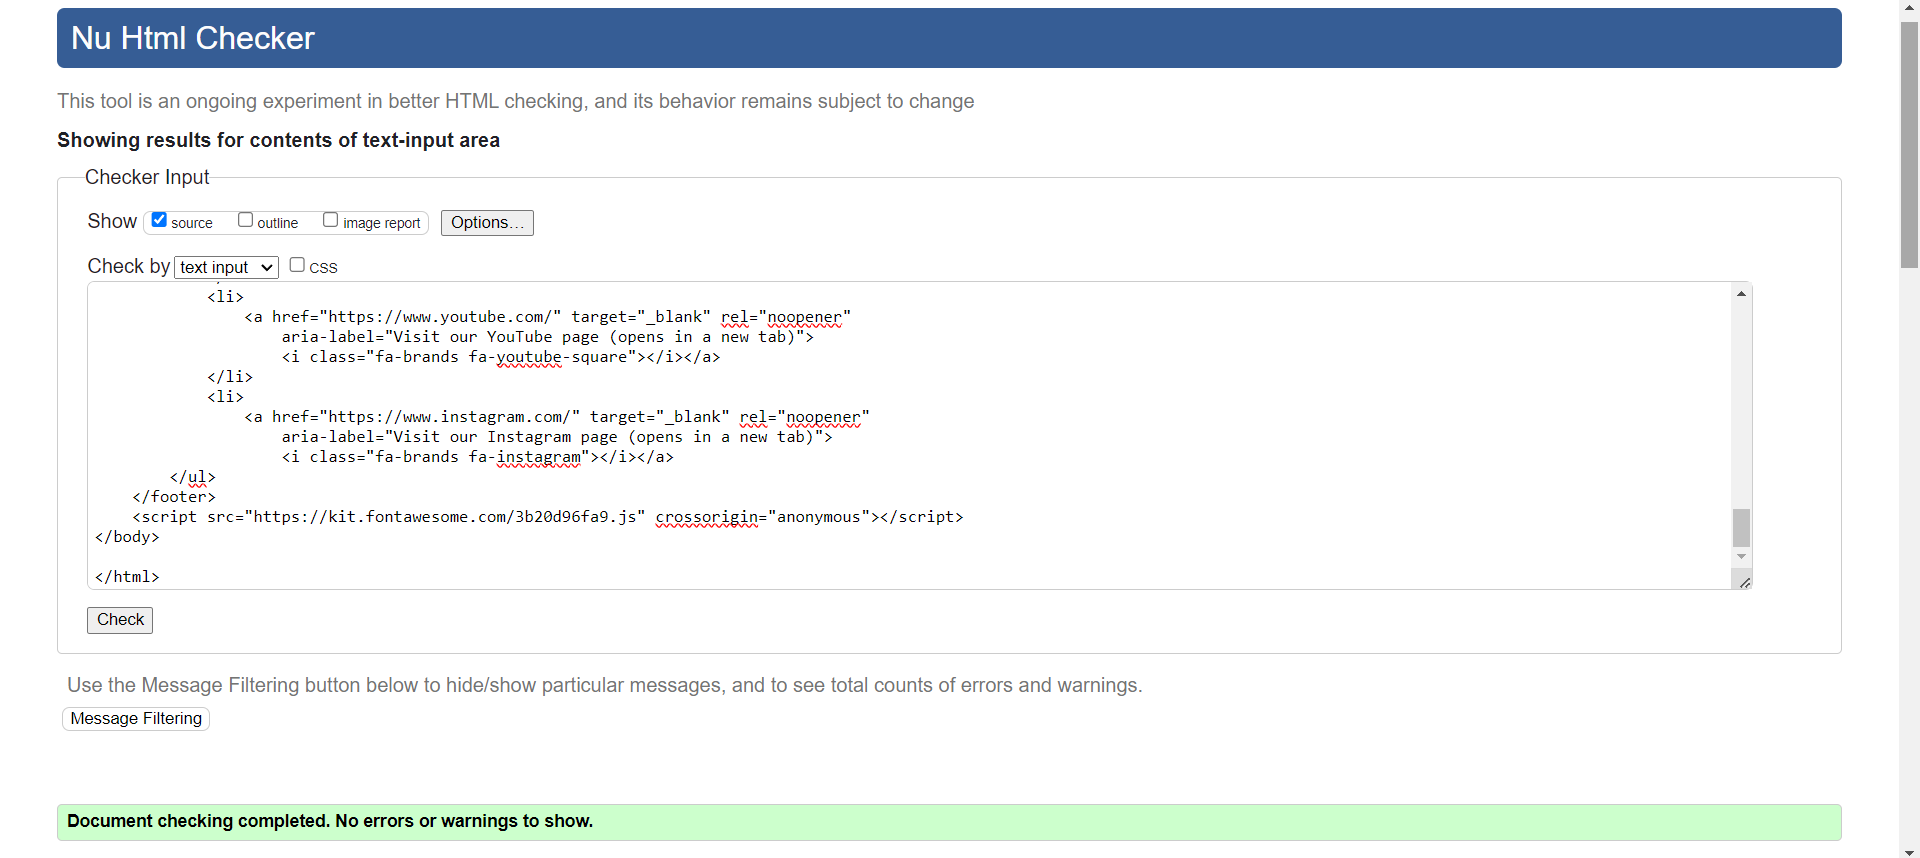 Nu Html Checker
This tool is an ongoing experiment in better HTML checking, and its behavior remains subject to change
Showing results for contents of text-input area
Checker Input
Show source outline image report Options...
Check by text input CSS
<li>
<a href="https://www.youtube.com/" target="_blank" rel="noopener"
aria-label="Visit our YouTube page (opens in a new tab)">
<i class="fa-brands fa-youtube-square"></i></a>
</li>
<li>
<a href="https://www.instagram.com/" target="_blank" rel="noopener"
aria-label="Visit our Instagram page (opens in a new tab)">
<i class="fa-brands fa-instagram"></i></a>
</ul>
</footer>
<script src="https://kit.fontawesome.com/3b20d96fa9.js" crossorigin="anonymous"></script>
</body>
</html>
Check
Use the Message Filtering button below to hide/show particular messages, and to see total counts of errors and warnings.
Message Filtering
Document checking completed. No errors or warnings to show.